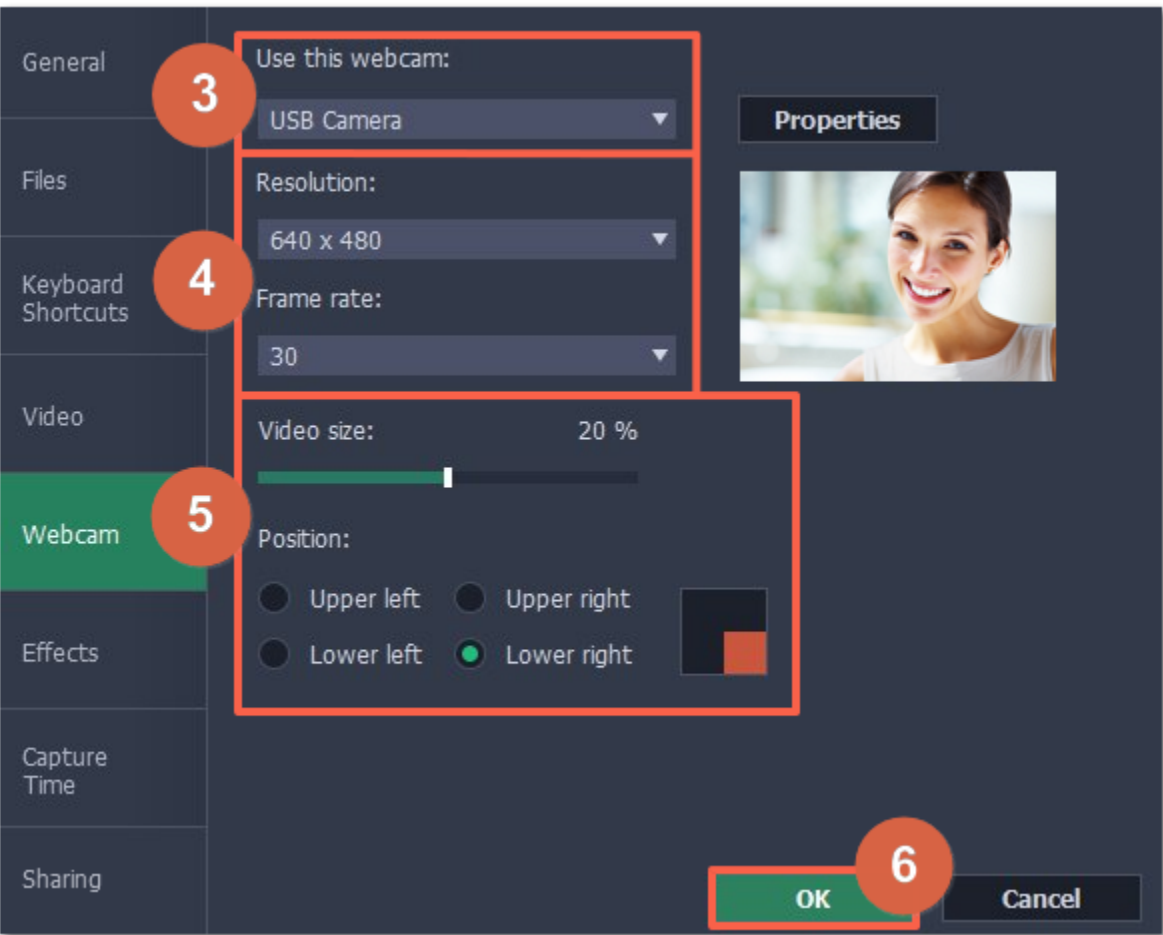 General
Files
Keyboard
Shortcuts
Video
Webcam
Effects
Capture
Time
Sharing
3
Use this webcam:
USB Camera
Properties
4
Resolution:
640 x 480
Frame rate:
30
5
Video size: 20 %
Position:
Upper left Upper right
Lower left Lower right
6
OK Cancel